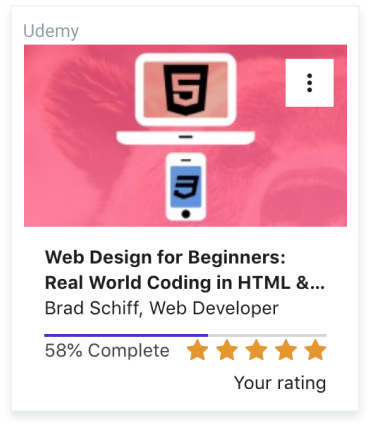 Udemy
5
3
Web Design for Beginners:
Real World Coding in HTML &...
Brad Schiff, Web Developer
58% Complete
Your rating